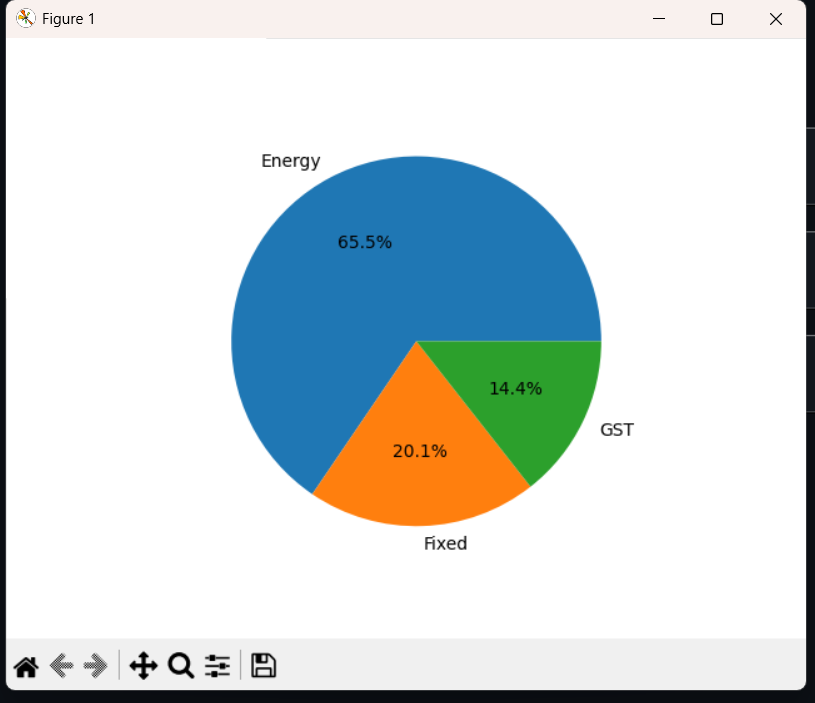 Figure 1
Energy
65.5%
14.4%
GST
20.1%
Fixed